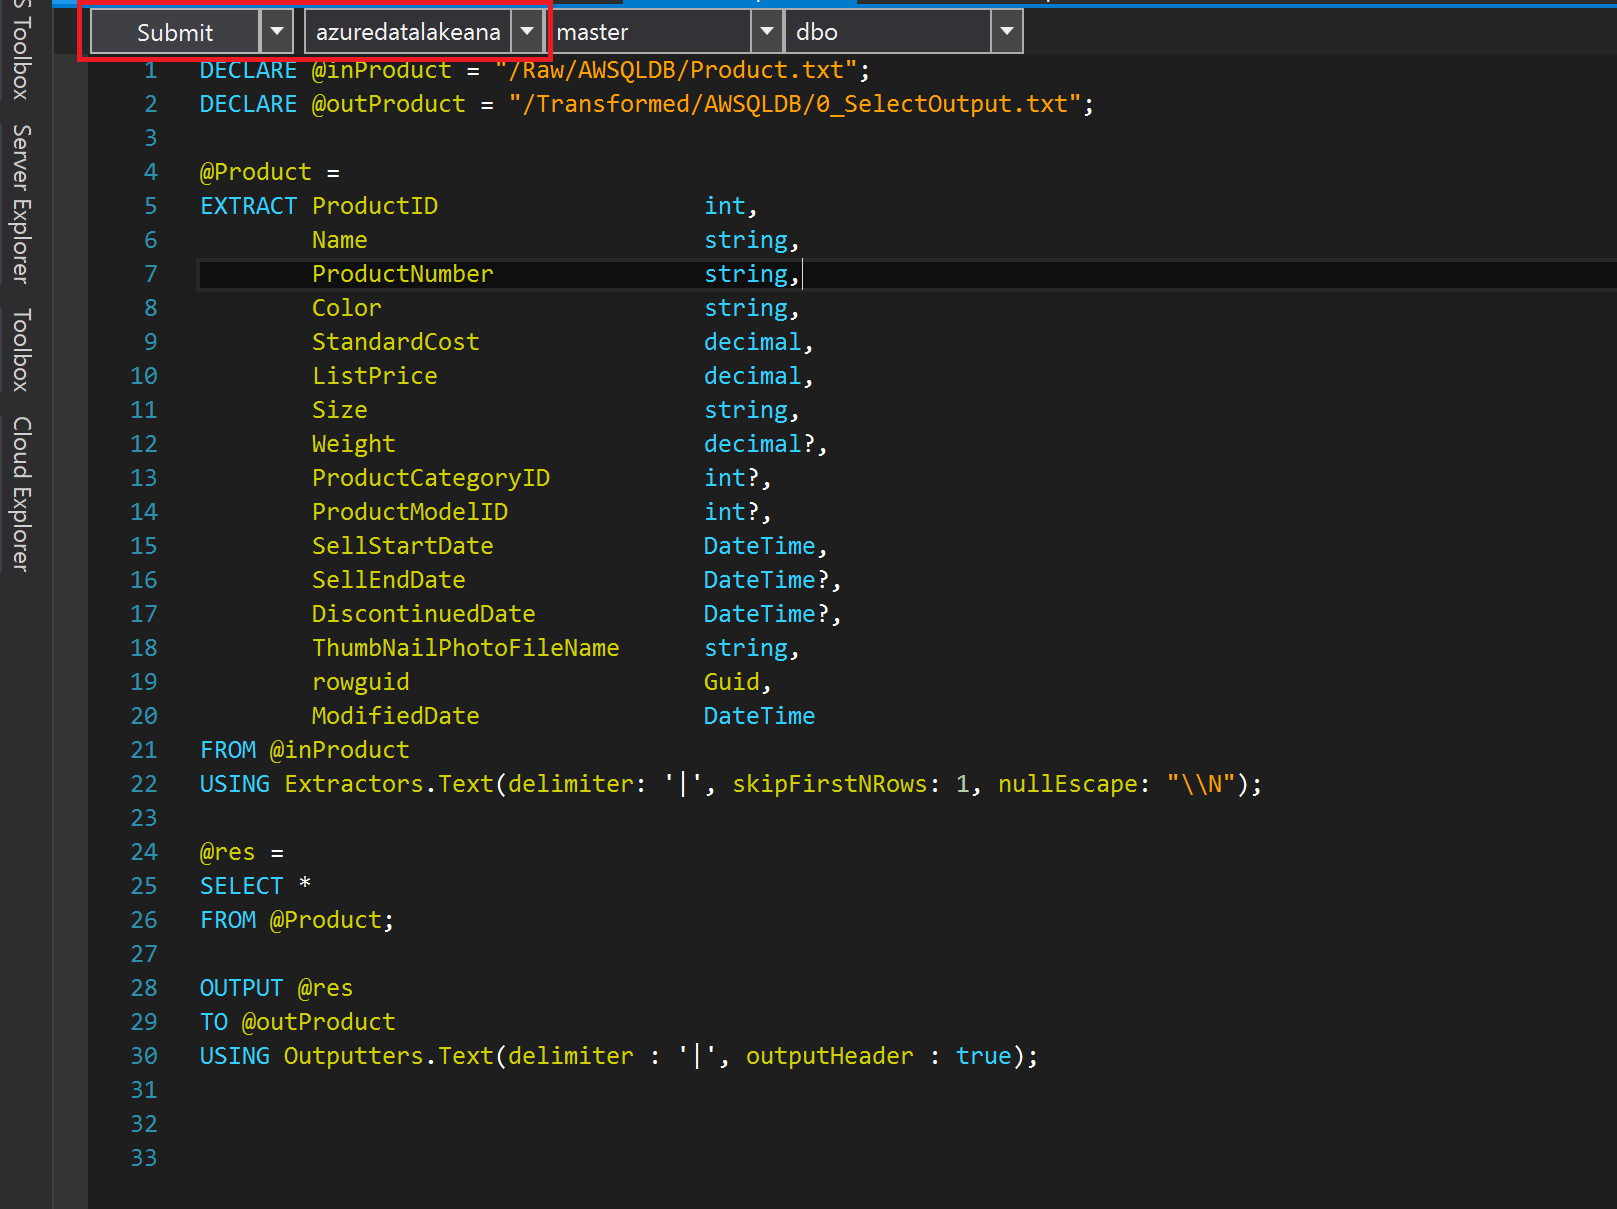 Submit azuredatalakeana master dbo
S Toolbox
Server Explorer
Toolbox
Cloud Explorer
1 DECLARE @inProduct = "/Raw/AWSQLDB/Product.txt";
2 DECLARE @outProduct = "/Transformed/AWSQLDB/0_SelectOutput.txt";
3
4 @Product =
5 EXTRACT ProductID int,
6 Name string,
7 ProductNumber string,
8 Color string,
9 StandardCost decimal,
10 ListPrice decimal,
11 Size string,
12 Weight decimal?,
13 ProductCategoryID int?,
14 ProductModelID int?,
15 SellStartDate DateTime,
16 SellEndDate DateTime?,
17 DiscontinuedDate DateTime?,
18 ThumbNailPhotoFileName string,
19 rowguid Guid,
20 ModifiedDate DateTime
21 FROM @inProduct
22 USING Extractors.Text(delimiter: '|', skipFirstNRows: 1, nullEscape: "\\N");
23
24 @res =
25 SELECT *
26 FROM @Product;
27
28 OUTPUT @res
29 TO @outProduct
30 USING Outputters.Text(delimiter : '|', outputHeader : true);
31
32
33